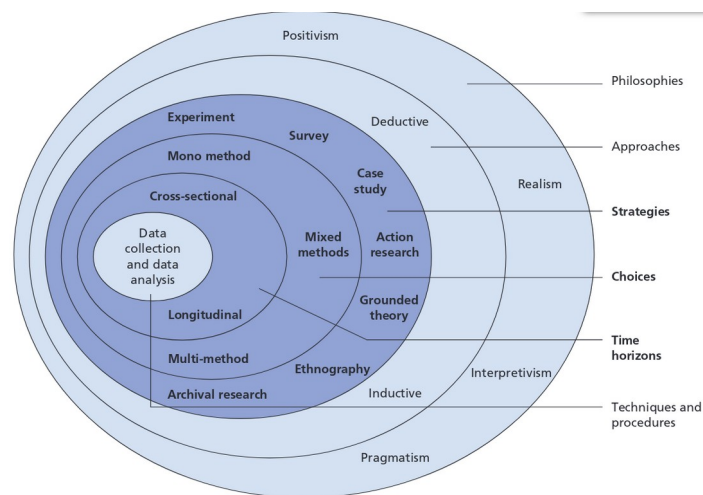 Positivism
Philosophies
Experiment
Deductive
Survey
Approaches
Mono method
Case
study
Realism
Cross-sectional
Strategies
Data
collection
and data
analysis
Mixed
methods
Action
research
Choices
Grounded
theory
Longitudinal
Time
horizons
Multi-method
Ethnography
Interpretivism
Archival research
Inductive
Techniques and
procedures
Pragmatism